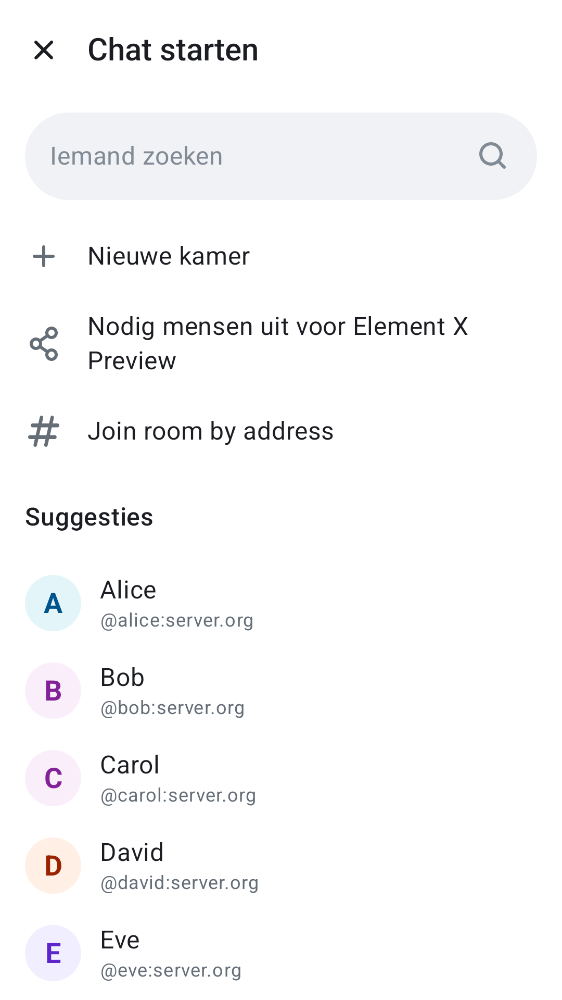 Chat starten
Iemand zoeken
Nieuwe kamer
Nodig mensen uit voor Element X
Preview
Join room by address
Suggesties
A
Alice
@alice:server.org
B
Bob
@bob:server.org
C
Carol
@carol:server.org
D
David
@david:server.org
E
Eve
@eve:server.org